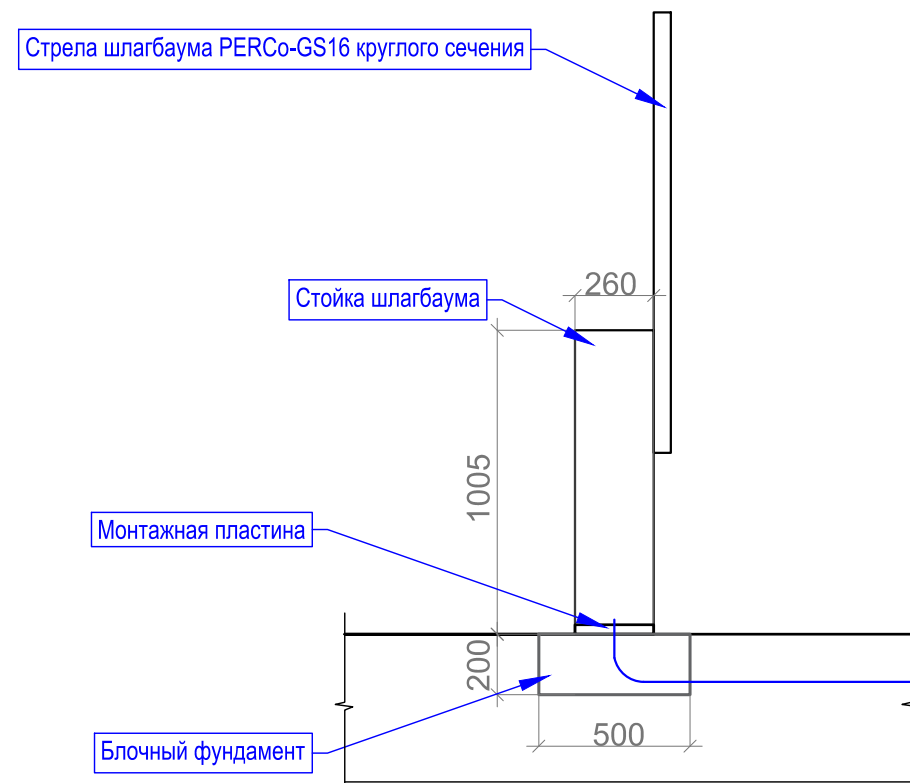 Стрела шлагбаума PERCo-GS16 круглого сечения
260
Стойка шлагбаума
1005
Монтажная пластина
200
500
Блочный фундамент